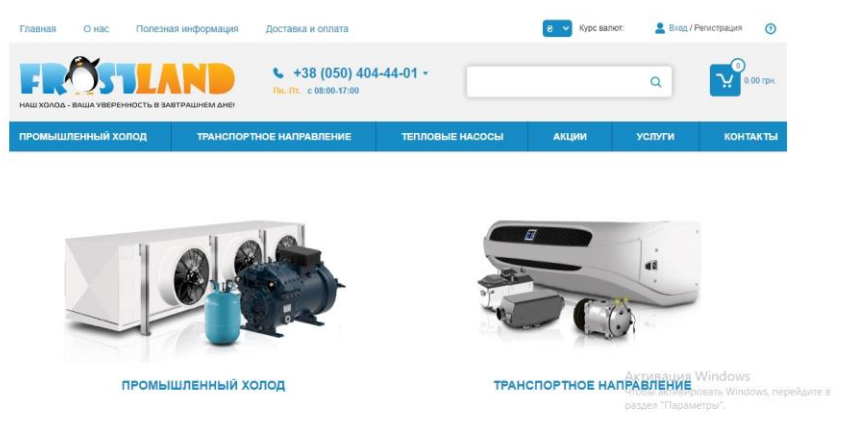 Главная О нас Полезная информация Доставка и оплата ₴ Курс валют: Вход / Регистрация ?
FROSTLAND
НАШ ХОЛОД - ВАША УВЕРЕННОСТЬ В ЗАВТРАШНЕМ ДНЕ!
+38 (050) 404-44-01
Пн.-Пт. с 08:00-17:00
0
0.00 грн.
ПРОМЫШЛЕННЫЙ ХОЛОД ТРАНСПОРТНОЕ НАПРАВЛЕНИЕ ТЕПЛОВЫЕ НАСОСЫ АКЦИИ УСЛУГИ КОНТАКТЫ
ПРОМЫШЛЕННЫЙ ХОЛОД
ТРАНСПОРТНОЕ НАПРАВЛЕНИЕ
Активация Windows
Чтобы активировать Windows, перейдите в
раздел "Параметры".